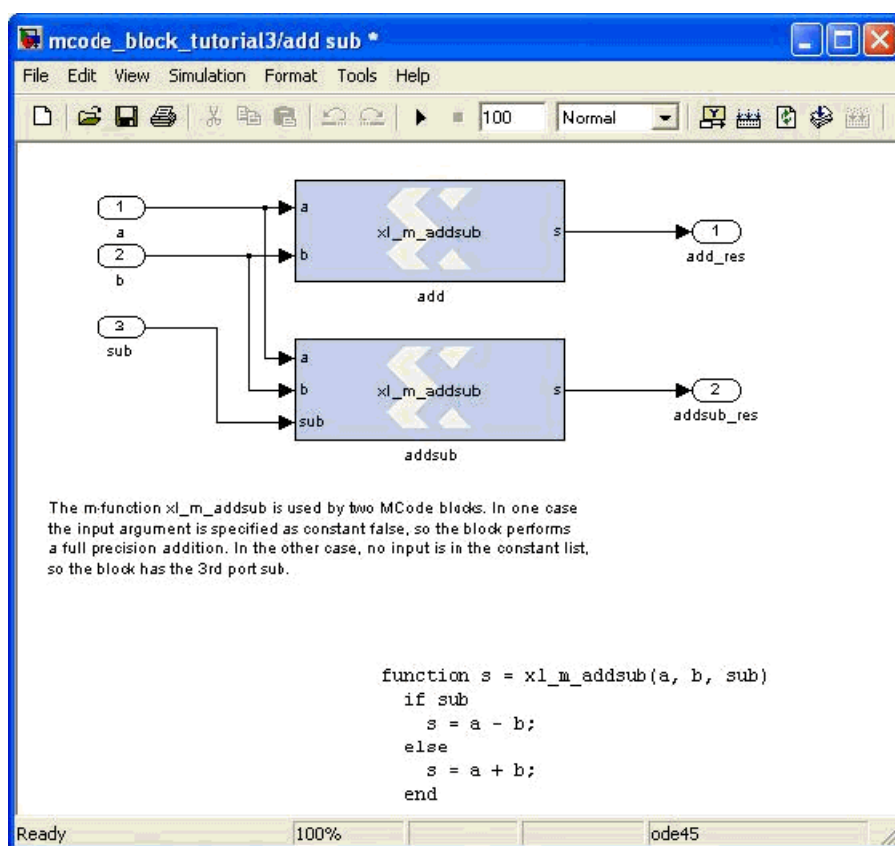 mcode_block_tutorial3/add sub *
File Edit View Simulation Format Tools Help
100 Normal
1
a
2
b
3
sub
a
b
xl_m_addsub
s
add
1
add_res
a
b
sub
xl_m_addsub
s
addsub
2
addsub_res
The m-function xl_m_addsub is used by two MCode blocks. In one case
the input argument is specified as constant false, so the block performs
a full precision addition. In the other case, no input is in the constant list,
so the block has the 3rd port sub.
function s = xl_m_addsub(a, b, sub)
if sub
s = a - b;
else
s = a + b;
end
Ready 100% ode45